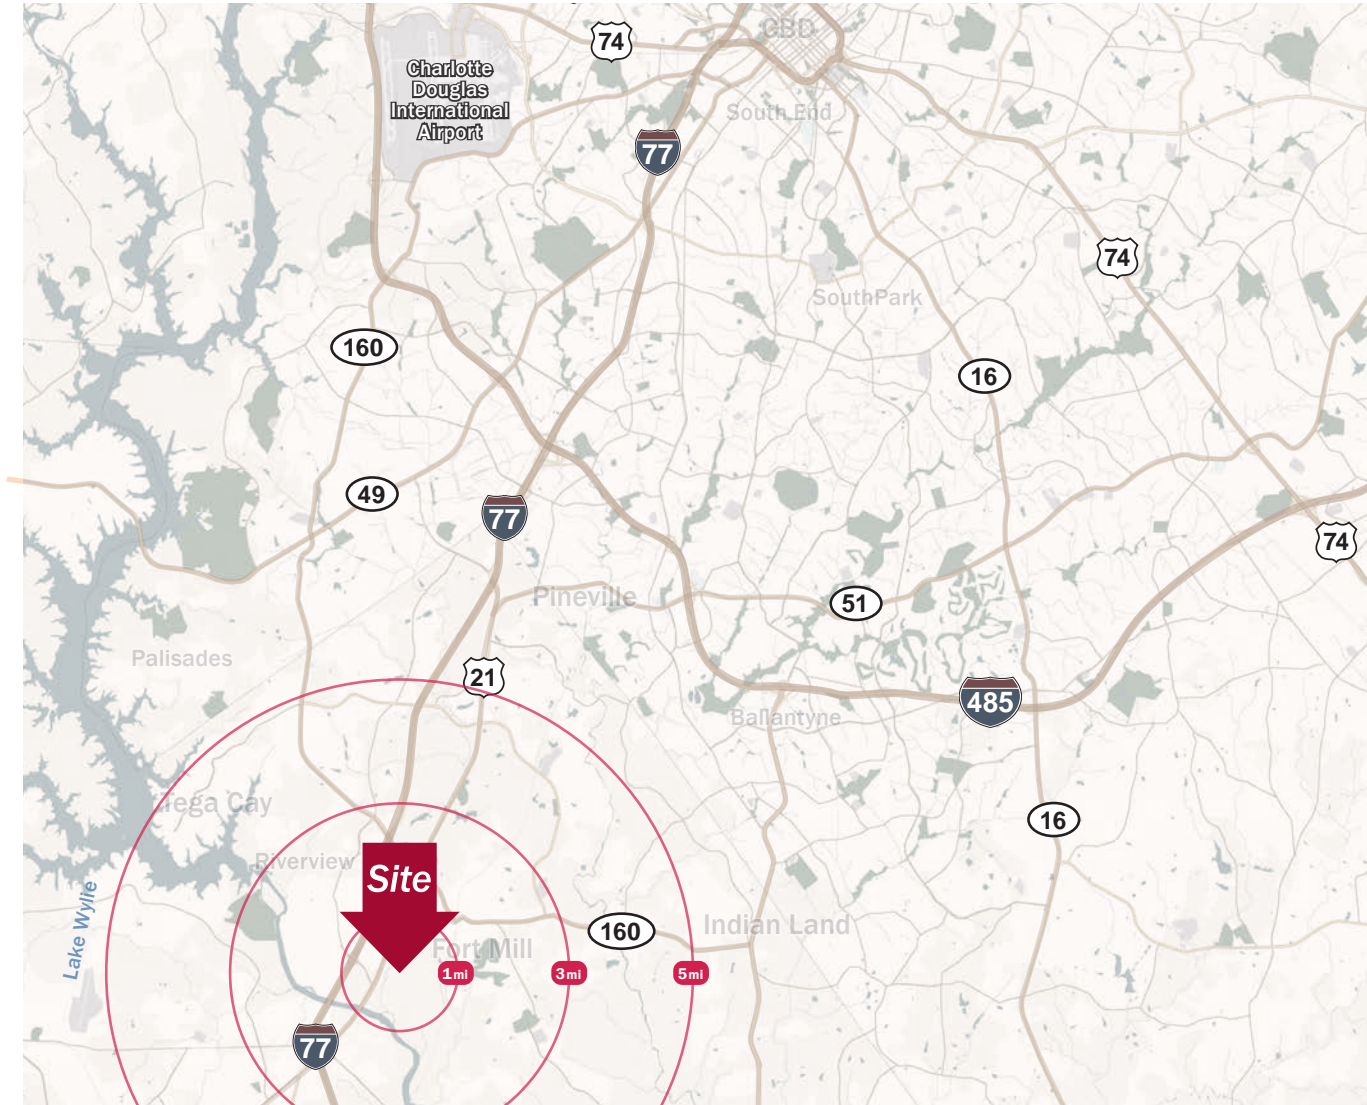 CBD
74
Charlotte
Douglas
International
Airport
South End
77
74
SouthPark
160
16
49
77
74
Pineville
51
Palisades
21
485
Ballantyne
Tega Cay
16
Riverview
Site
Lake Wylie
Indian Land
160
Fort Mill
1mi
3mi
5mi
77